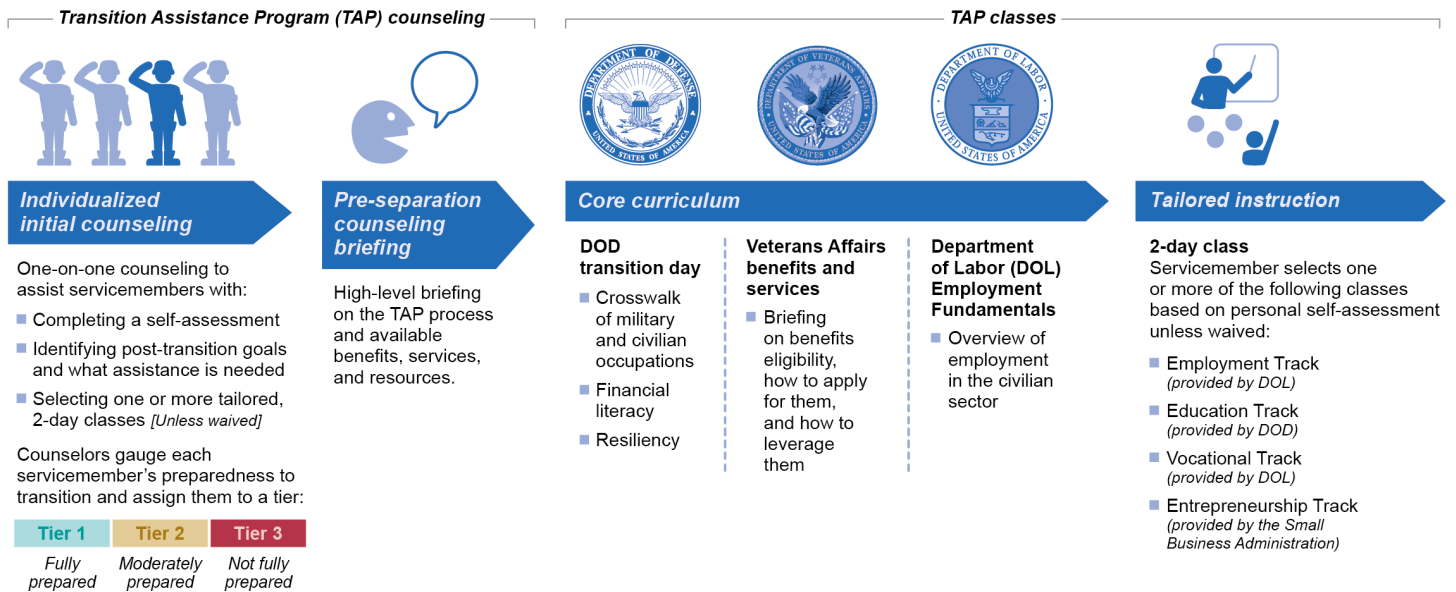 Transition Assistance Program (TAP) counseling
TAP classes
DEPARTMENT OF DEFENSE
UNITED STATES OF AMERICA
DEPARTMENT OF VETERANS AFFAIRS
UNITED STATES OF AMERICA
DEPARTMENT OF LABOR
UNITED STATES OF AMERICA
Individualized
initial counseling
One-on-one counseling to
assist servicemembers with:
Completing a self-assessment
Identifying post-transition goals
and what assistance is needed
Selecting one or more tailored,
2-day classes [Unless waived]
Counselors gauge each
servicemember’s preparedness to
transition and assign them to a tier:
Tier 1
Tier 2
Tier 3
Fully
prepared
Moderately
prepared
Not fully
prepared
Pre-separation
counseling
briefing
High-level briefing
on the TAP process
and available
benefits, services,
and resources.
Core curriculum
DOD
transition day
Crosswalk
of military
and civilian
occupations
Financial
literacy
Resiliency
Veterans Affairs
benefits and
services
Briefing
on benefits
eligibility,
how to apply
for them,
and how to
leverage
them
Department
of Labor (DOL)
Employment
Fundamentals
Overview of
employment
in the civilian
sector
Tailored instruction
2-day class
Servicemember selects one
or more of the following classes
based on personal self-assessment
unless waived:
Employment Track
(provided by DOL)
Education Track
(provided by DOD)
Vocational Track
(provided by DOL)
Entrepreneurship Track
(provided by the Small
Business Administration)